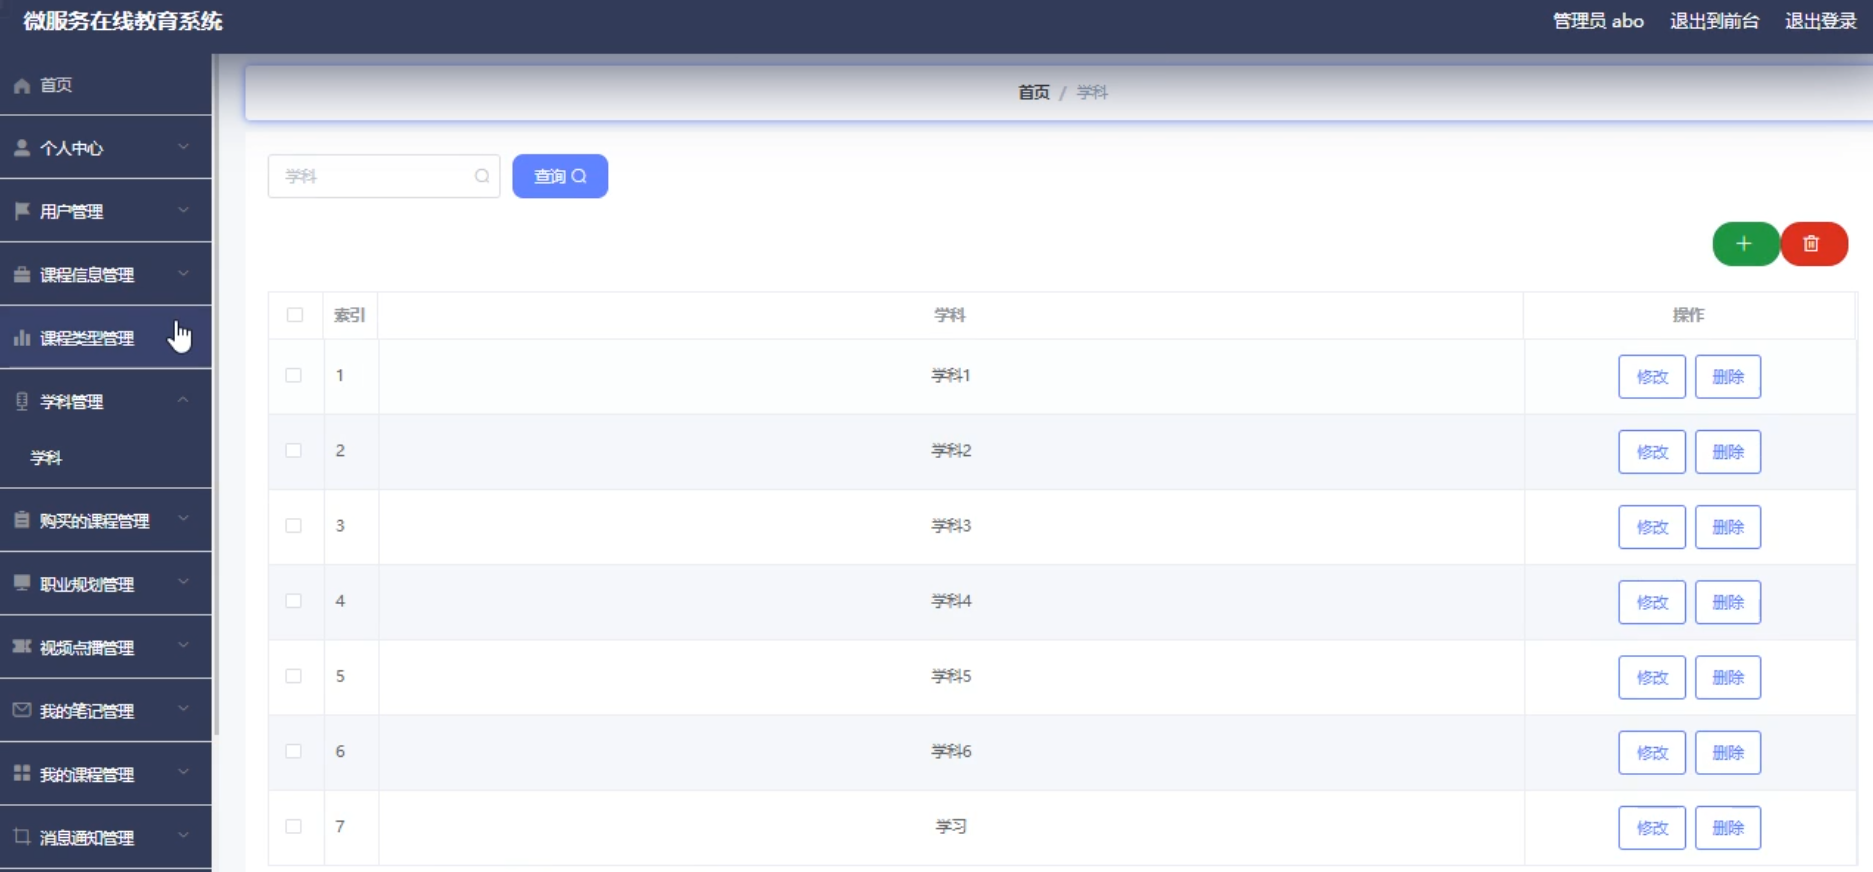 微服务在线教育系统
管理员 abo 退出到前台 退出登录
首页
个人中心
用户管理
课程信息管理
课程类型管理
学科管理
学科
购买的课程管理
职业规划管理
视频点播管理
我的笔记管理
我的课程管理
消息通知管理
首页 / 学科
学科 查询
索引 学科 操作
1 学科1 修改 删除
2 学科2 修改 删除
3 学科3 修改 删除
4 学科4 修改 删除
5 学科5 修改 删除
6 学科6 修改 删除
7 学习 修改 删除